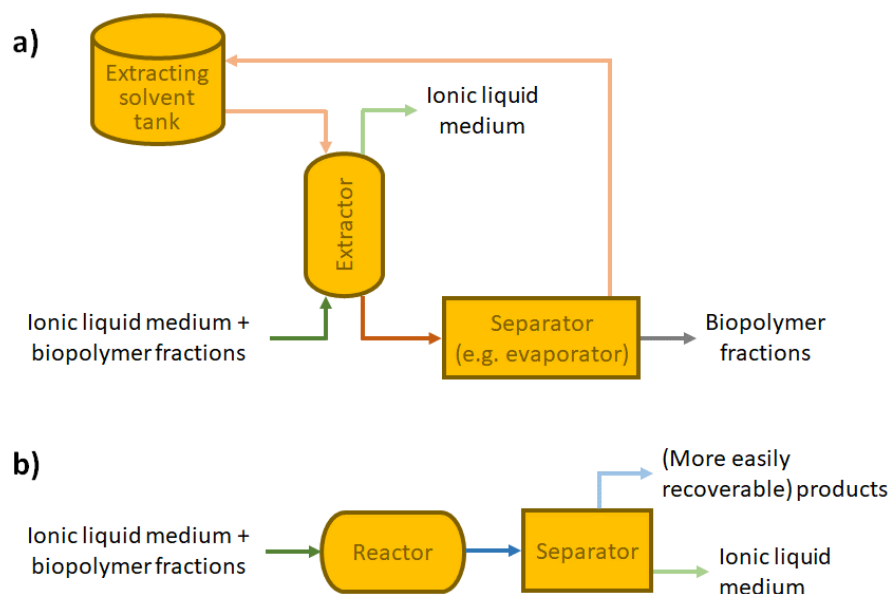 a)
Extracting
solvent
tank
Ionic liquid
medium
Extractor
Ionic liquid medium +
biopolymer fractions
Separator
(e.g. evaporator)
Biopolymer
fractions
b)
(More easily
recoverable) products
Ionic liquid medium +
biopolymer fractions
Reactor
Separator
Ionic liquid
medium